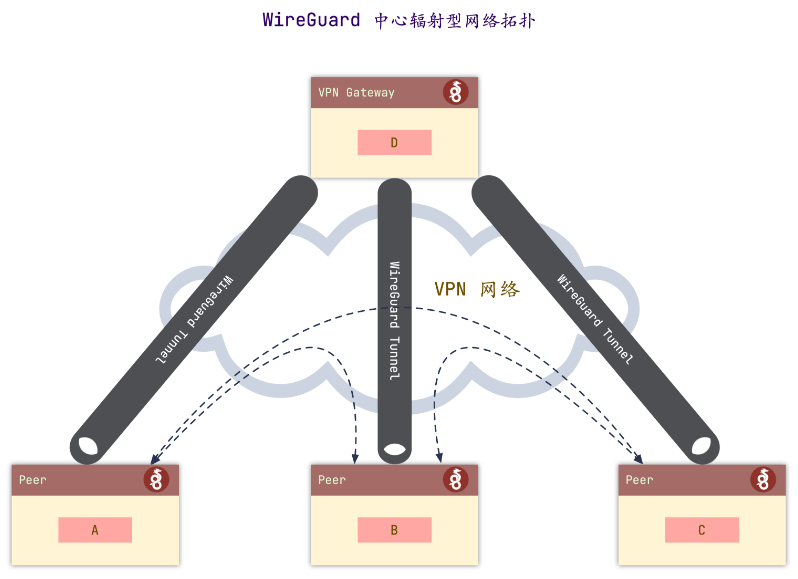 WireGuard 中心辐射型网络拓扑
VPN Gateway
D
WireGuard Tunnel
WireGuard Tunnel
WireGuard Tunnel
VPN 网络
Peer
A
Peer
B
Peer
C